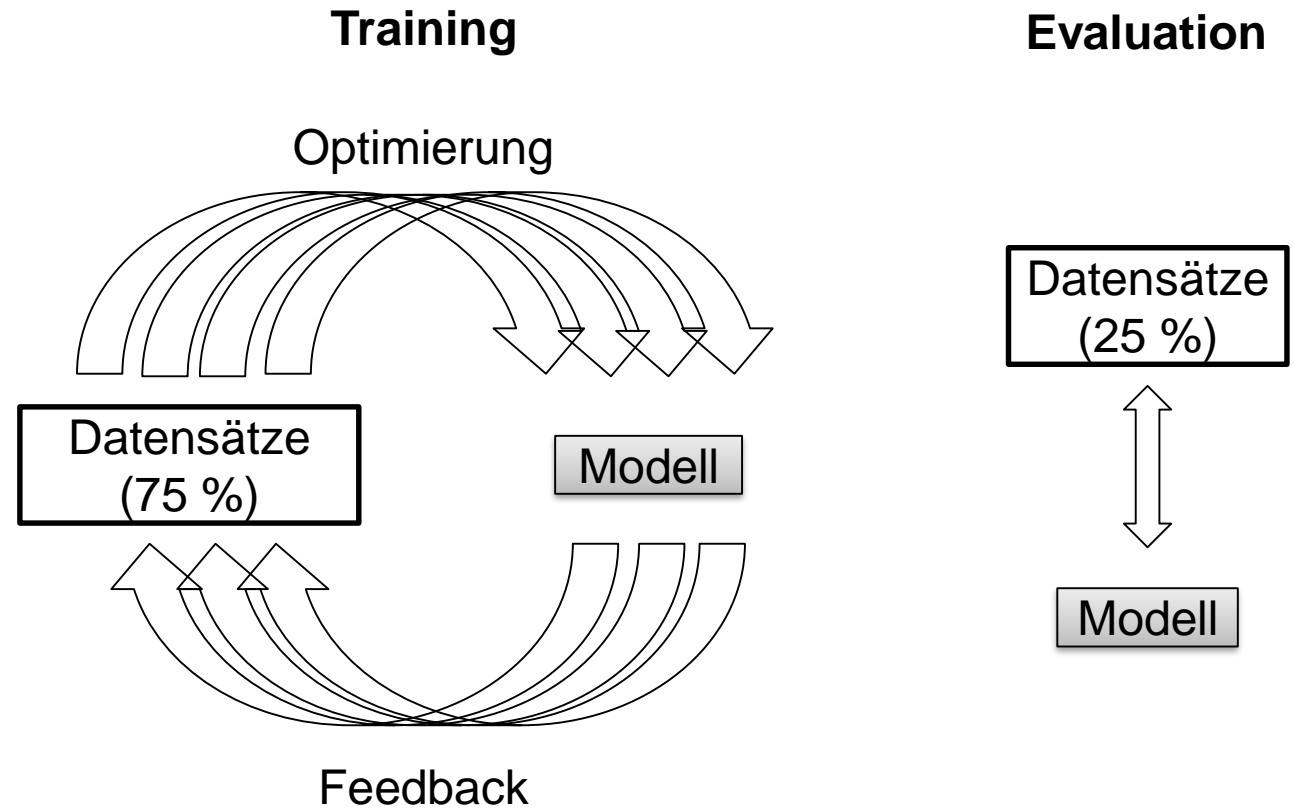 Training
Evaluation
Optimierung
Datensätze
(75 %)
Modell
Feedback
Datensätze
(25 %)
Modell